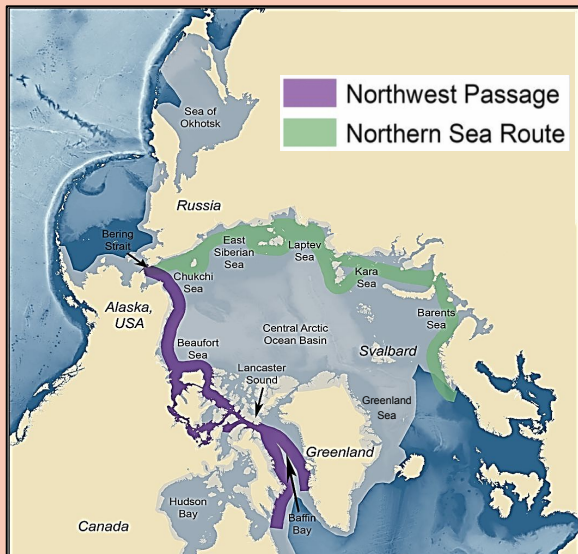 Northwest Passage
Northern Sea Route
Sea of
Okhotsk
Russia
Bering
Strait
East
Siberian
Sea
Laptev
Sea
Kara
Sea
Chukchi
Sea
Alaska,
USA
Barents
Sea
Beaufort
Sea
Central Arctic
Ocean Basin
Svalbard
Lancaster
Sound
Greenland
Sea
Greenland
Hudson
Bay
Baffin
Bay
Canada